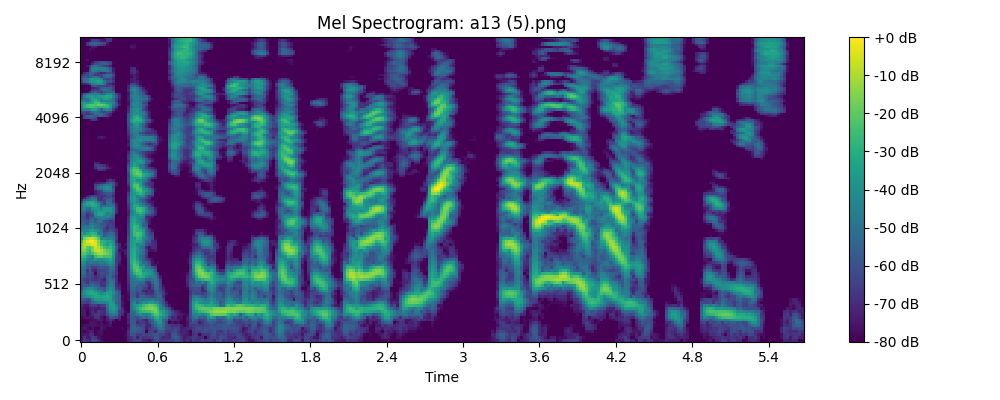 Mel Spectrogram: a13 (5).png
8192
4096
2048
1024
512
0
Hz
0 0.6 1.2 1.8 2.4 3 3.6 4.2 4.8 5.4
Time
+0 dB
-10 dB
-20 dB
-30 dB
-40 dB
-50 dB
-60 dB
-70 dB
-80 dB